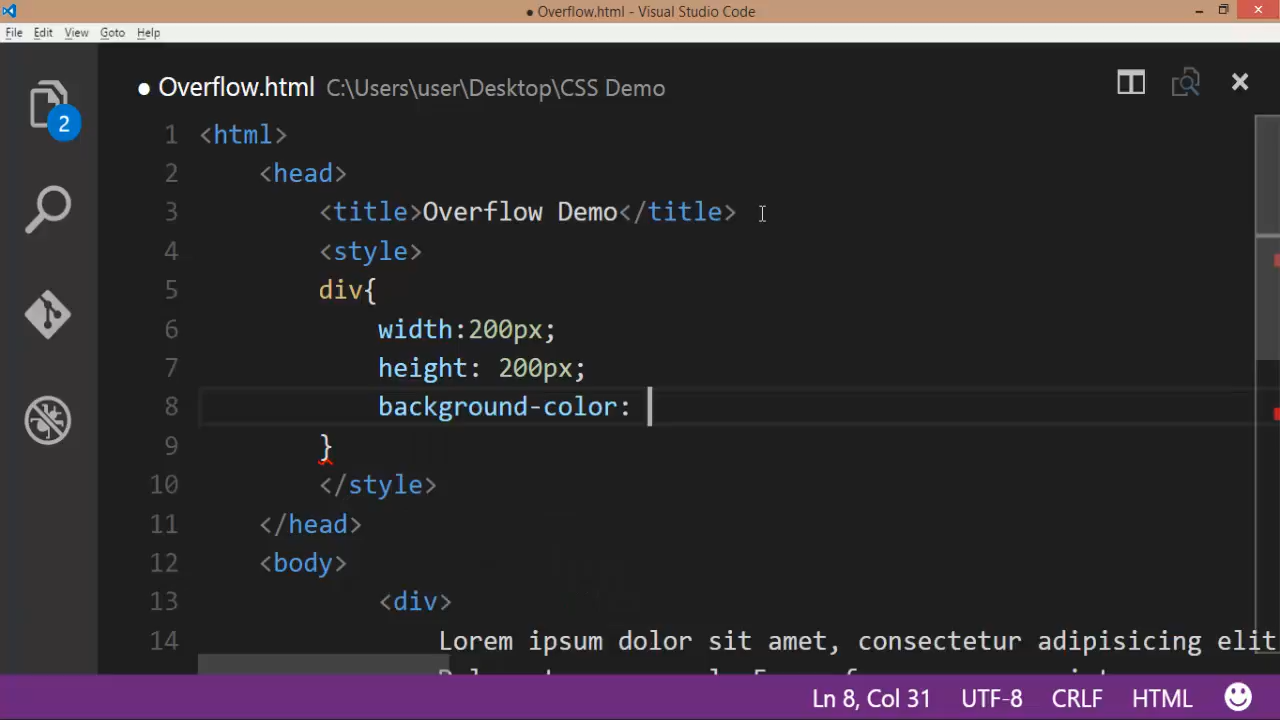 ● Overflow.html - Visual Studio Code
File Edit View Goto Help
● Overflow.html C:\Users\user\Desktop\CSS Demo
2
1 <html>
2 <head>
3 <title>Overflow Demo</title>
4 <style>
5 div{
6 width:200px;
7 height: 200px;
8 background-color:
9 }
10 </style>
11 </head>
12 <body>
13 <div>
14 Lorem ipsum dolor sit amet, consectetur adipisicing elit
Ln 8, Col 31 UTF-8 CRLF HTML